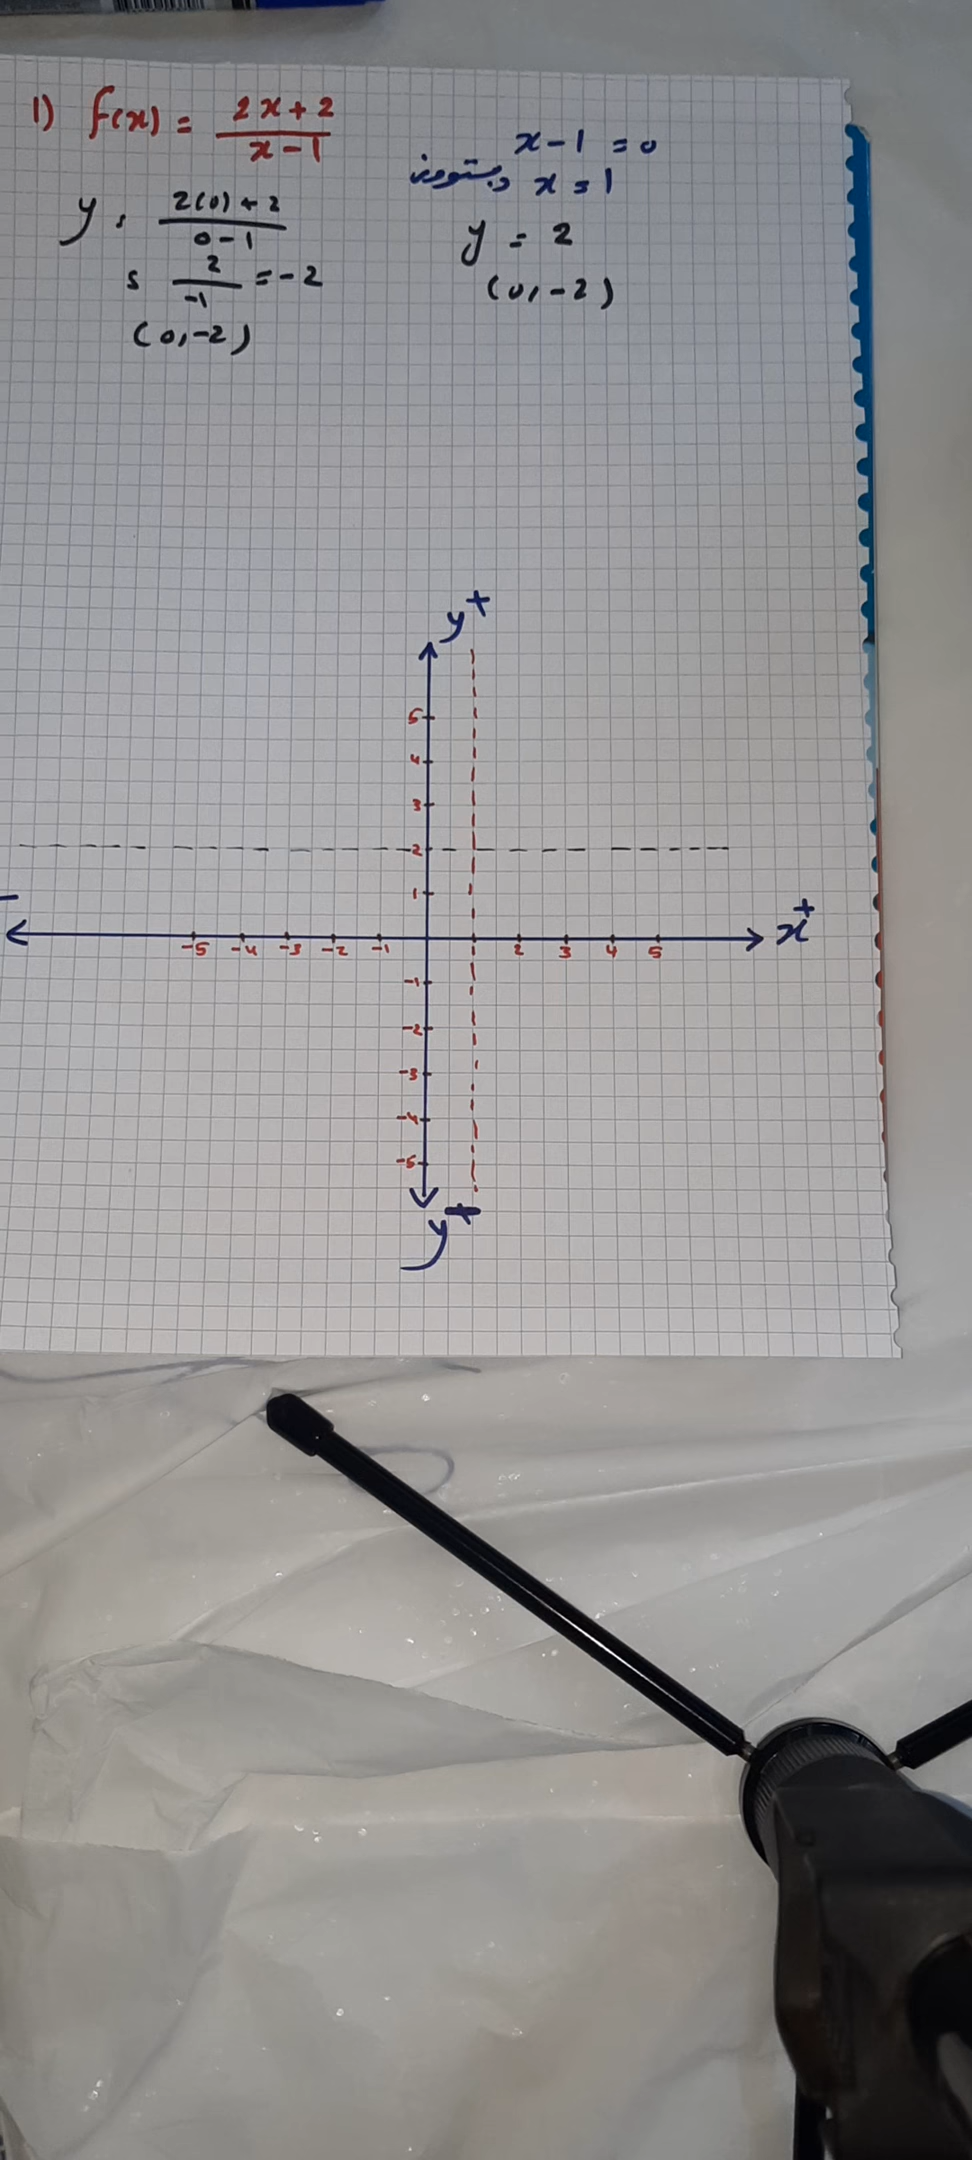 1) f(x) = 2x+2 / x-1
x-1 = 0
x = 1
y = 2(0)+2 / 0-1
y = 2
= 2 / -1 = -2
(0,-2)
(0,-2)
y+
5
4
3
2
1
-5 -4 -3 -2 -1 2 3 4 5 x+
-1
-2
-3
-4
-5